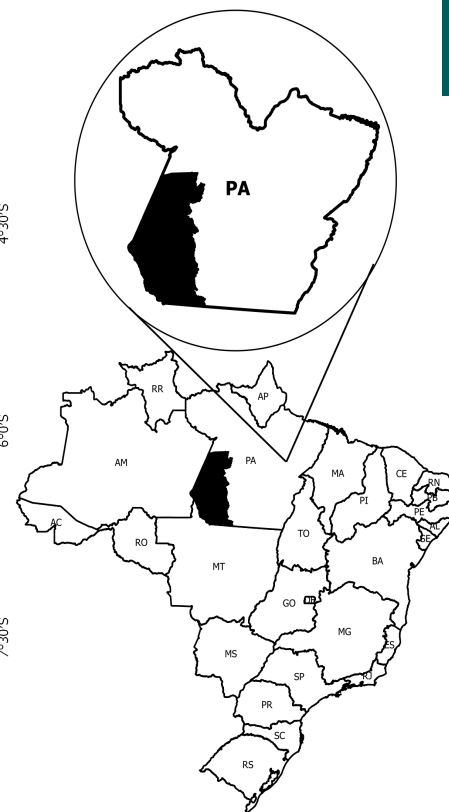 PA
4°30'S
6°0'S
7°30'S
RR
AP
AM
PA
MA
CE
RN
PB
PI
PE
AL
SE
AC
RO
TO
BA
MT
GO
DF
MG
ES
MS
SP
RJ
PR
SC
RS